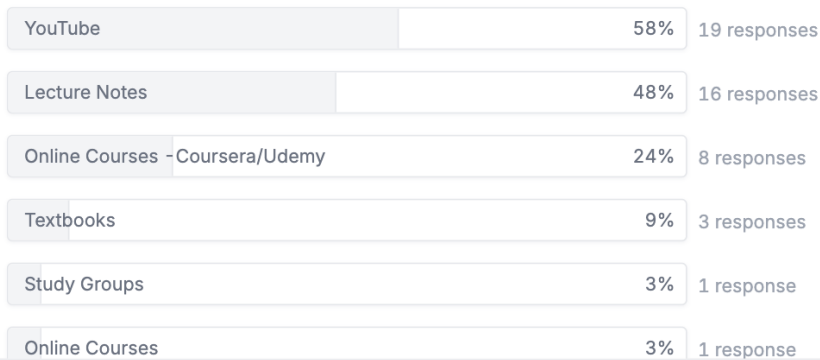 YouTube 58% 19 responses
Lecture Notes 48% 16 responses
Online Courses -Coursera/Udemy 24% 8 responses
Textbooks 9% 3 responses
Study Groups 3% 1 response
Online Courses 3% 1 response